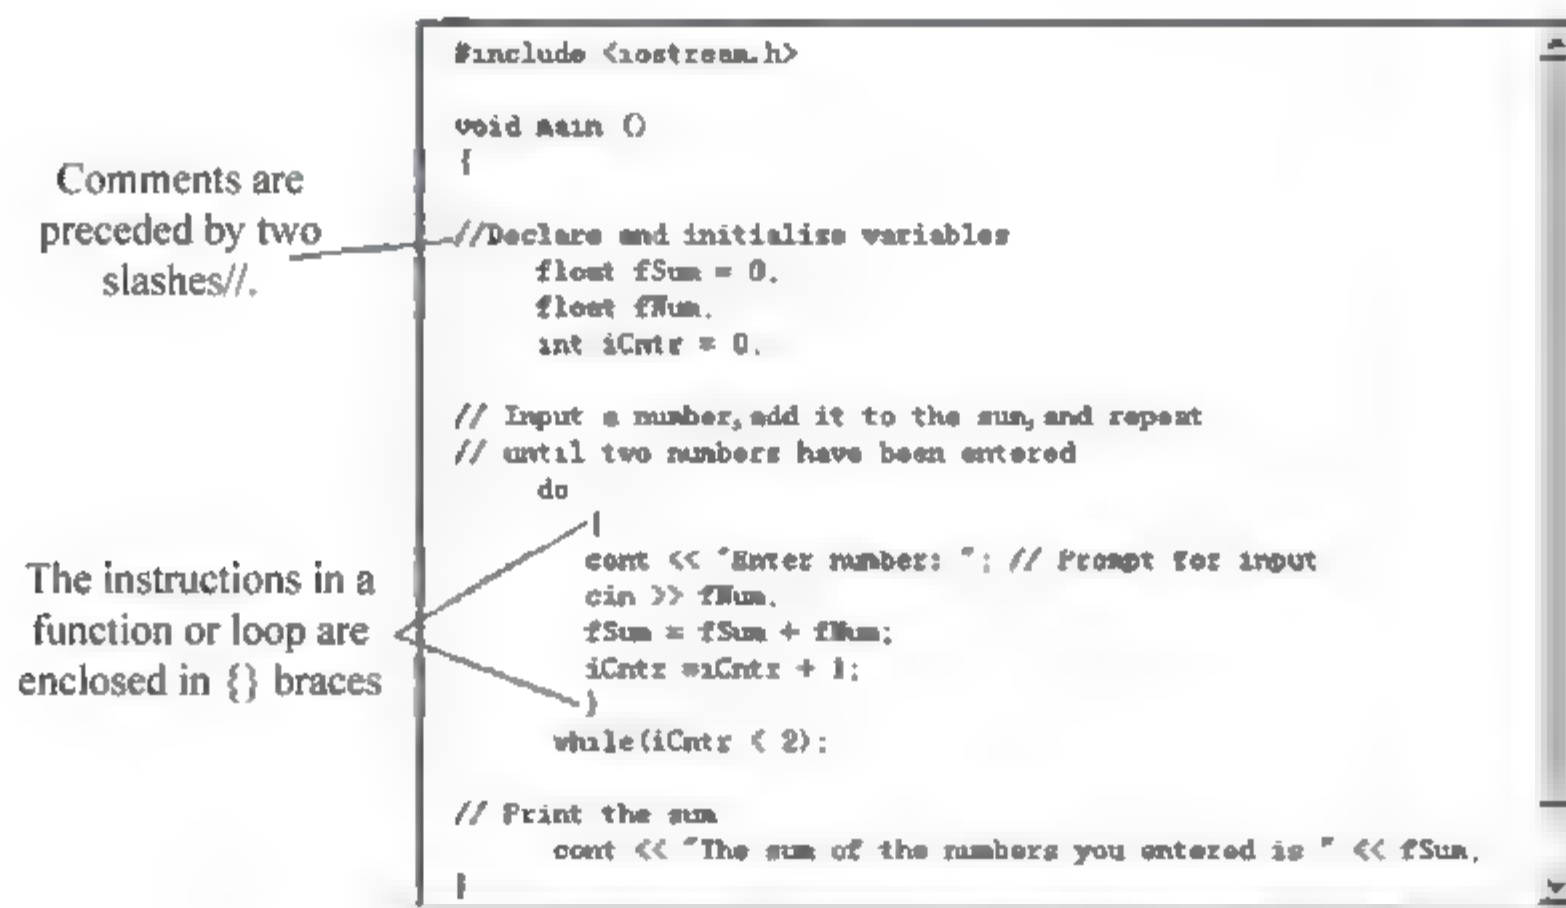 #include <iostream.h>
void main ()
{
Comments are
preceded by two
slashes//.
//Declare and initialize variables
float fSum = 0.
float fNum.
int iCntr = 0.
// Input a number, add it to the sum, and repeat
// until two numbers have been entered
do
{
The instructions in a
function or loop are
enclosed in {} braces
cont << "Enter number: "; // Prompt for input
cin >> fNum.
fSum = fSum + fNum;
iCntr =iCntr + 1;
}
while(iCntr < 2);
// Print the sum
cont << "The sum of the numbers you entered is " << fSum.
}